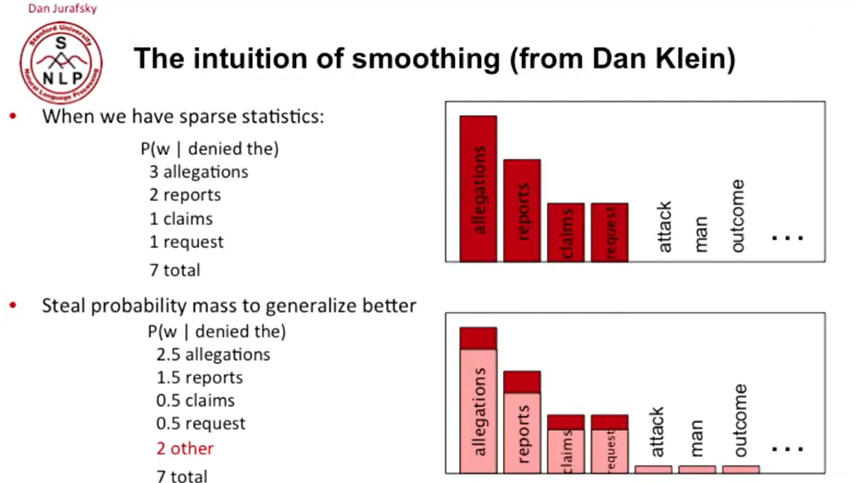 Dan Jurafsky
Stanford University
S
NLP
Natural Language Processing
The intuition of smoothing (from Dan Klein)
• When we have sparse statistics:
P(w | denied the)
3 allegations
2 reports
1 claims
1 request
7 total
allegations
reports
claims
request
attack
man
outcome
...
• Steal probability mass to generalize better
P(w | denied the)
2.5 allegations
1.5 reports
0.5 claims
0.5 request
2 other
7 total
allegations
reports
claims
request
attack
man
outcome
...